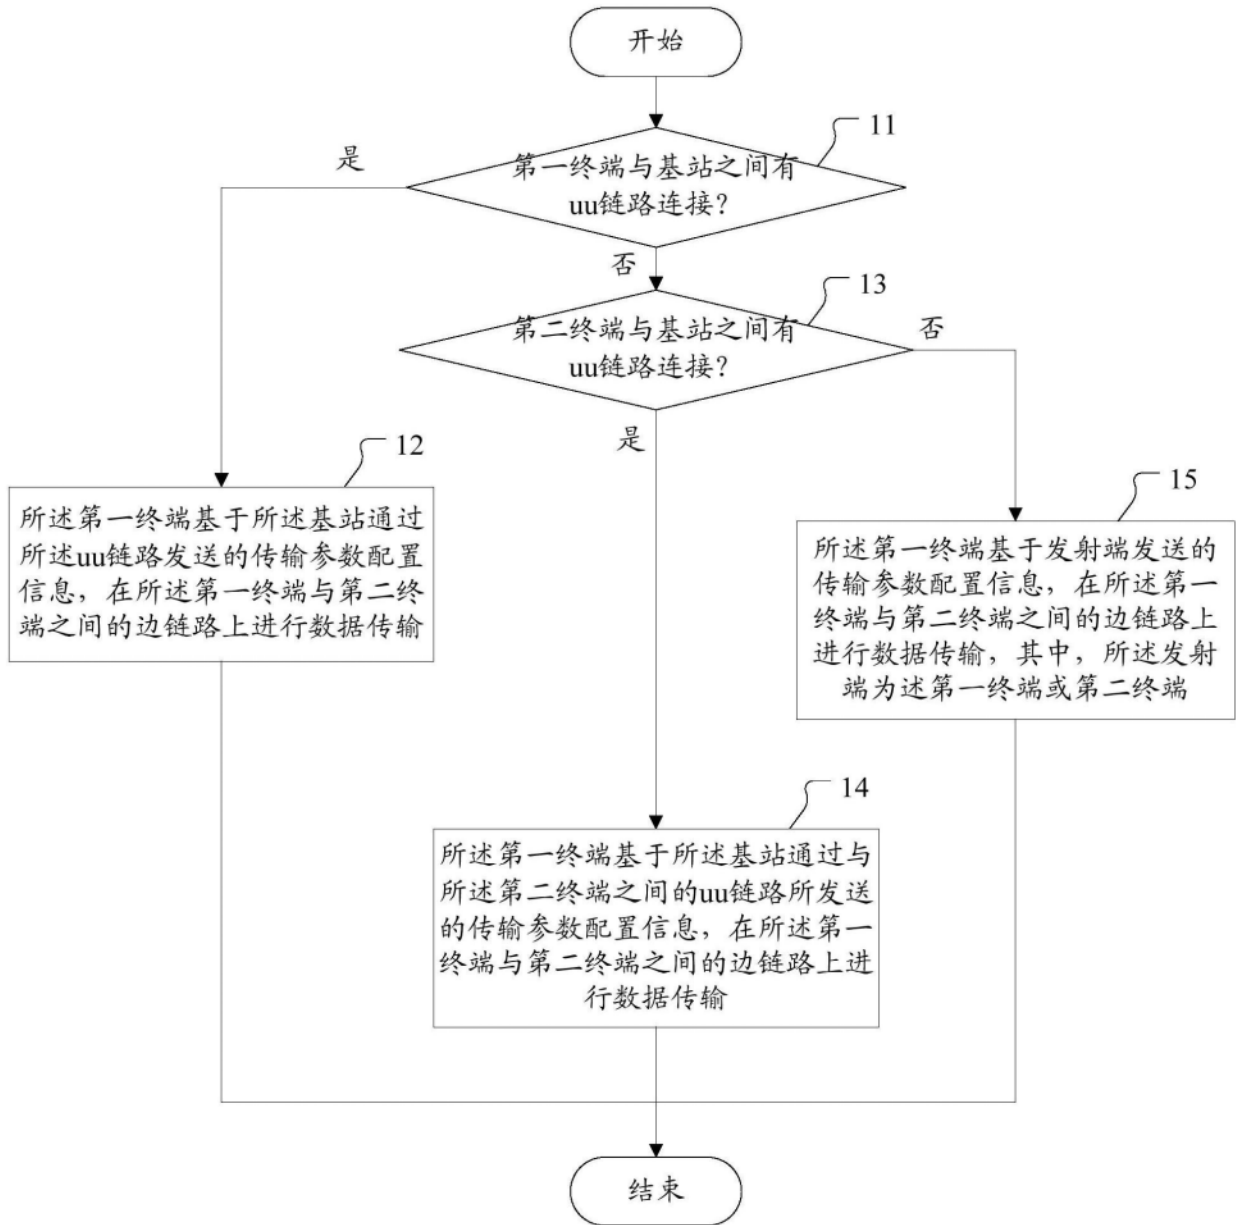 开始
11
是
第一终端与基站之间有
uu链路连接?
否
13
第二终端与基站之间有
uu链路连接?
否
是
12
所述第一终端基于所述基站通过
所述uu链路发送的传输参数配置
信息，在所述第一终端与第二终
端之间的边链路上进行数据传输
15
所述第一终端基于发射端发送的
传输参数配置信息，在所述第一
终端与第二终端之间的边链路上
进行数据传输，其中，所述发射
端为述第一终端或第二终端
14
所述第一终端基于所述基站通过与
所述第二终端之间的uu链路所发送
的传输参数配置信息，在所述第一
终端与第二终端之间的边链路上进
行数据传输
结束